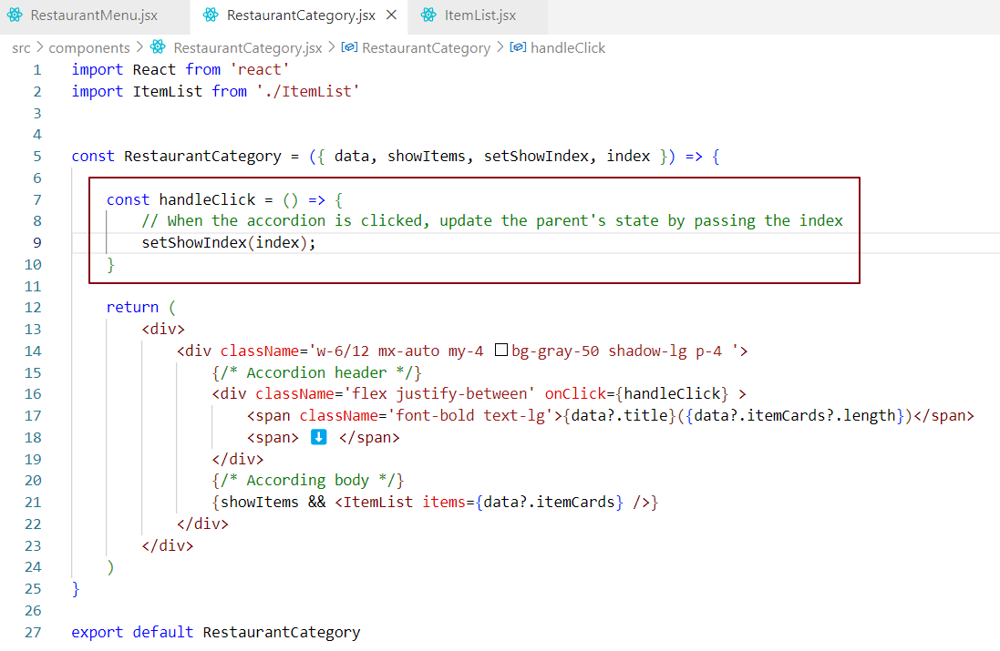 RestaurantMenu.jsx RestaurantCategory.jsx × ItemList.jsx
src > components > RestaurantCategory.jsx > RestaurantCategory > handleClick
1 import React from 'react'
2 import ItemList from './ItemList'
3
4
5 const RestaurantCategory = ({ data, showItems, setShowIndex, index }) => {
6
7 const handleClick = () => {
8 // When the accordion is clicked, update the parent's state by passing the index
9 setShowIndex(index);
10 }
11
12 return (
13 <div>
14 <div className='w-6/12 mx-auto my-4 bg-gray-50 shadow-lg p-4 '>
15 {/* Accordion header */}
16 <div className='flex justify-between' onClick={handleClick} >
17 <span className='font-bold text-lg'>{data?.title}({data?.itemCards?.length})</span>
18 <span> ⬇️ </span>
19 </div>
20 {/* According body */}
21 {showItems && <ItemList items={data?.itemCards} />}
22 </div>
23 </div>
24 )
25 }
26
27 export default RestaurantCategory